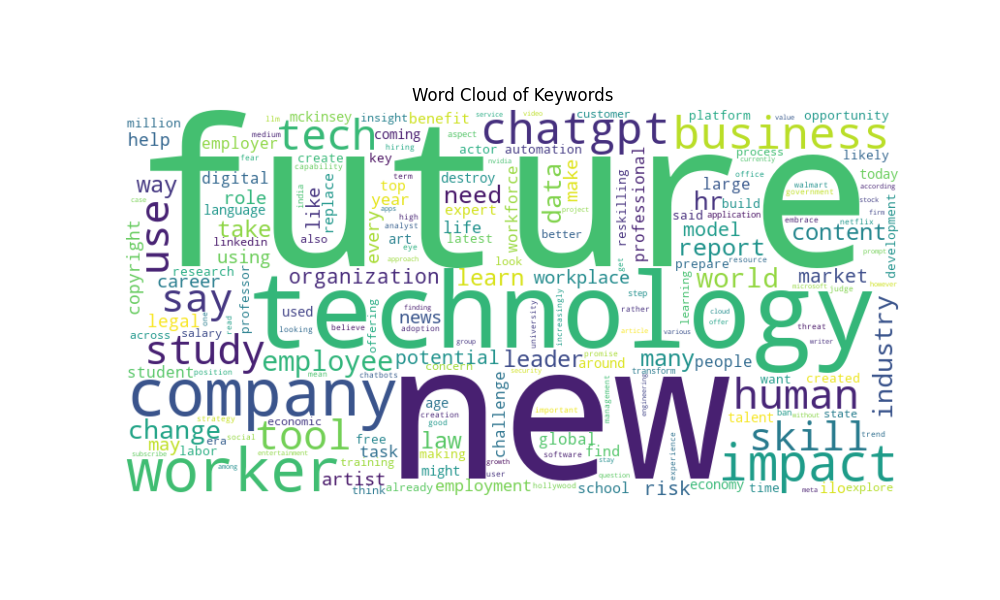 Word Cloud of Keywords
million
help
employer
medium
llm
mckinsey
tech
insight
benefit
coming
service
video
customer
chatgpt
platform
value
opportunity
business
future
actor
automation
aspect
hiring
fear
create
capability
key
process
currently
likely
today
way
case
digital
role
language
take
linkedin
using
use
copyright
india
like
also
replace
term
top
year
every
apps
high
analyst
art
eye
approach
destroy
need
expert
life
latest
look
nvidia
workforce
better
data
make
project
reskilling
get
professional
office
large
hr
build
said
application
model
report
prepare
resource
walmart
government
according
stock
embrace
netflix
firm
content
prompt
development
research
career
professor
organization
learn
workplace
learning
world
microsoft
judge
market
however
say
technology
legal
one
read
salary
across
used
looking
finding
believe
offering
news
adoption
group
university
increasingly
step
rather
article
various
cloud
offer
threat
writer
industry
study
employee
potential
leader
around
promise
many
people
student
position
mean
chatbots
concern
security
transform
want
created
company
new
human
strategy
economic
age
creation
good
challenge
important
management
engineering
talent
ban
without
state
change
era
social
tool
free
law
global
find
skill
trend
may
labor
task
making
software
stay
experience
worker
subscribe
among
entertainment
training
might
growth
user
question
impact
artist
think
already
employment
hollywood
school
risk
economy
time
meta
ilo
explore